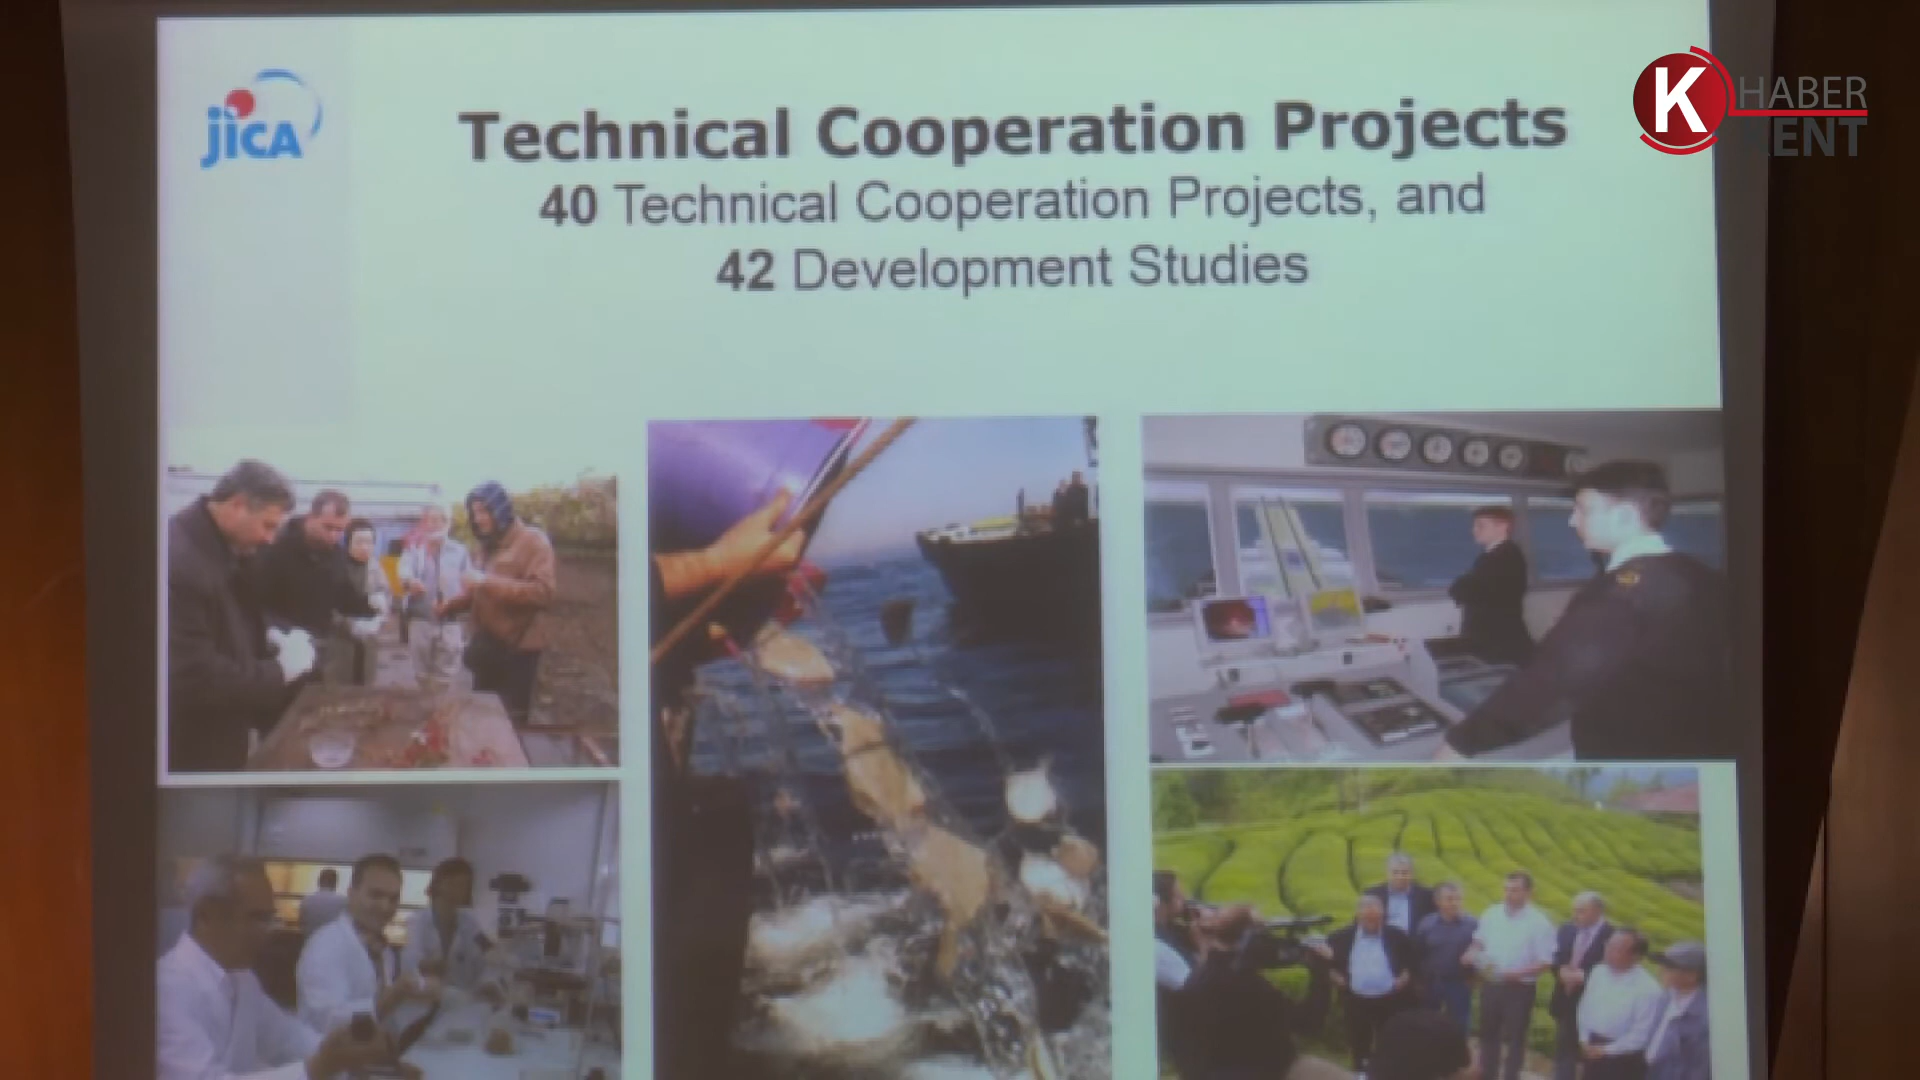 jica
Technical Cooperation Projects
40 Technical Cooperation Projects, and
42 Development Studies
K HABER
KENT